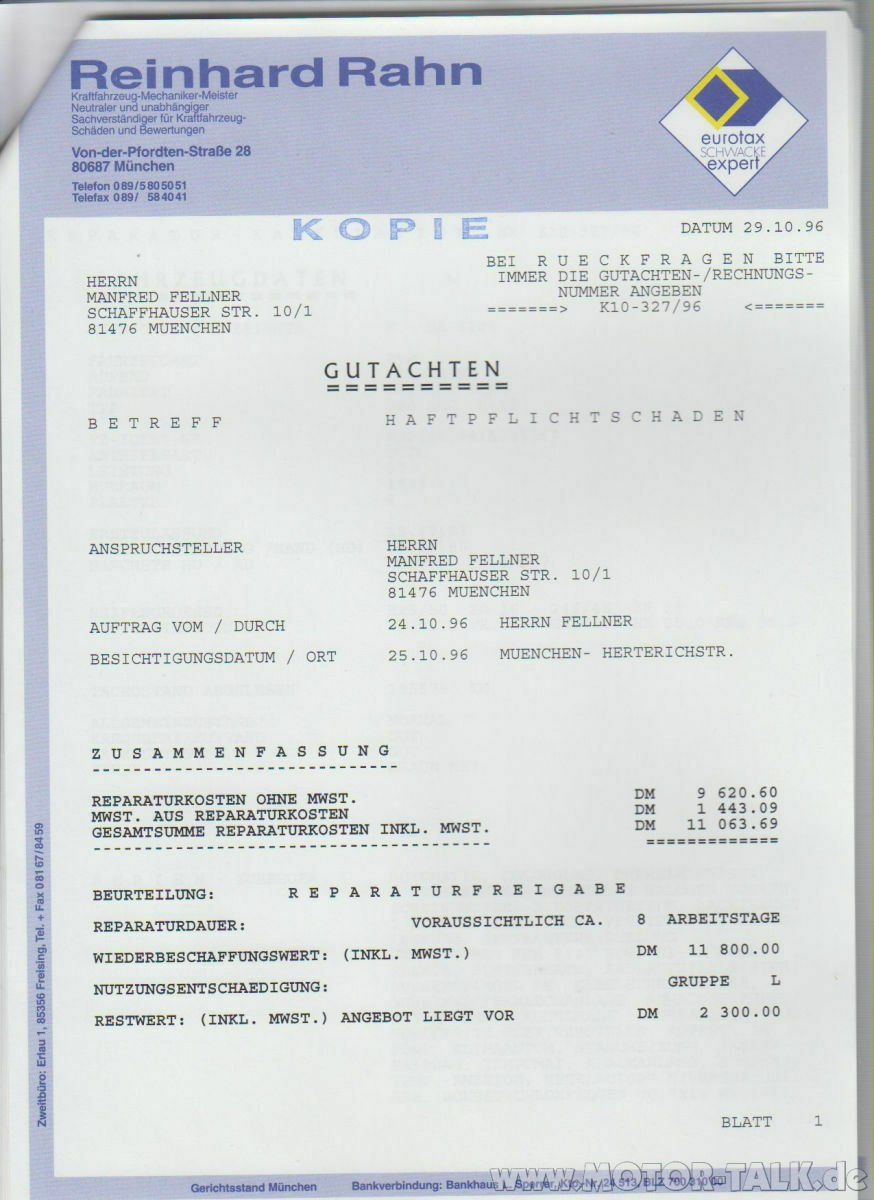 Reinhard Rahn
Kraftfahrzeug-Mechaniker-Meister
Neutraler und unabhängiger
Sachverständiger für Kraftfahrzeug-
Schäden und Bewertungen
Von-der-Pfordten-Straße 28
80687 München
Telefon 089/5805051
Telefax 089/ 584041
eurotax
SCHWACKE
expert
KOPIE
DATUM 29.10.96
BEI RUECKFRAGEN BITTE
IMMER DIE GUTACHTEN-/RECHNUNGS-
NUMMER ANGEBEN
=======> K10-327/96 <=======
HERRN
MANFRED FELLNER
SCHAFFHAUSER STR. 10/1
81476 MUENCHEN
GUTACHTEN
==========
BETREFF HAFTPFLICHTSCHADEN
ANSPRUCHSTELLER HERRN
MANFRED FELLNER
SCHAFFHAUSER STR. 10/1
81476 MUENCHEN
AUFTRAG VOM / DURCH 24.10.96 HERRN FELLNER
BESICHTIGUNGSDATUM / ORT 25.10.96 MUENCHEN- HERTERICHSTR.
ZUSAMMENFASSUNG
------------------------------
REPARATURKOSTEN OHNE MWST. DM 9 620.60
MWST. AUS REPARATURKOSTEN DM 1 443.09
GESAMTSUMME REPARATURKOSTEN INKL. MWST. DM 11 063.69
--------------------------------------- =============
BEURTEILUNG: REPARATURFREIGABE
REPARATURDAUER: VORAUSSICHTLICH CA. 8 ARBEITSTAGE
WIEDERBESCHAFFUNGSWERT: (INKL. MWST.) DM 11 800.00
NUTZUNGSENTSCHAEDIGUNG: GRUPPE L
RESTWERT: (INKL. MWST.) ANGEBOT LIEGT VOR DM 2 300.00
BLATT 1
Zweitbüro: Erlau 1, 85356 Freising, Tel. + Fax 08167/8459
Gerichtsstand München Bankverbindung: Bankhaus
www.MOTOR-TALK.de